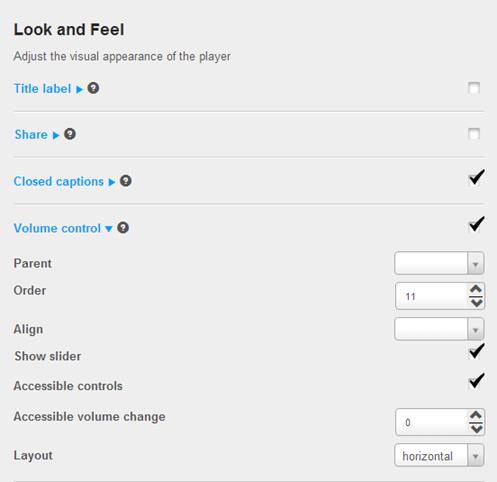 Look and Feel
Adjust the visual appearance of the player
Title label
Share
Closed captions
Volume control
Parent
Order 11
Align
Show slider
Accessible controls
Accessible volume change 0
Layout horizontal